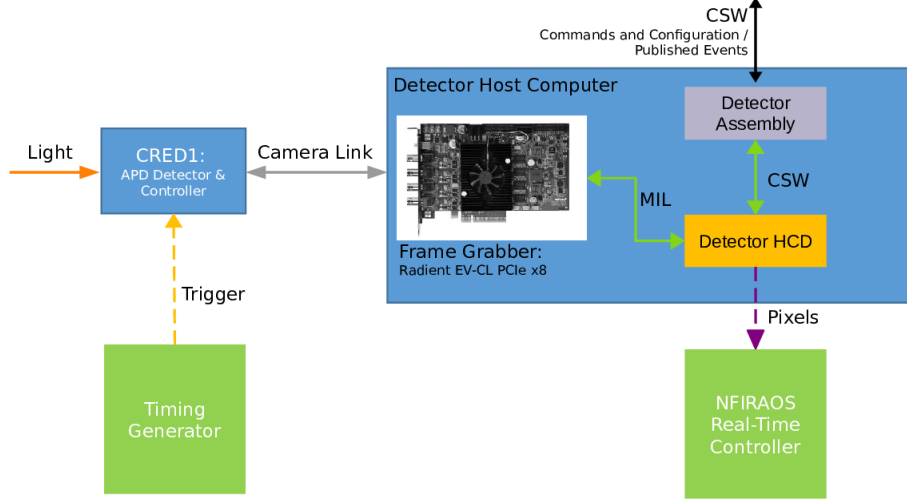 CSW
Commands and Configuration /
Published Events
Detector Host Computer
Detector
Assembly
Light
CRED1:
APD Detector &
Controller
Camera Link
CSW
MIL
Detector HCD
Frame Grabber:
Radient EV-CL PCIe x8
Trigger
Pixels
Timing
Generator
NFIRAOS
Real-Time
Controller